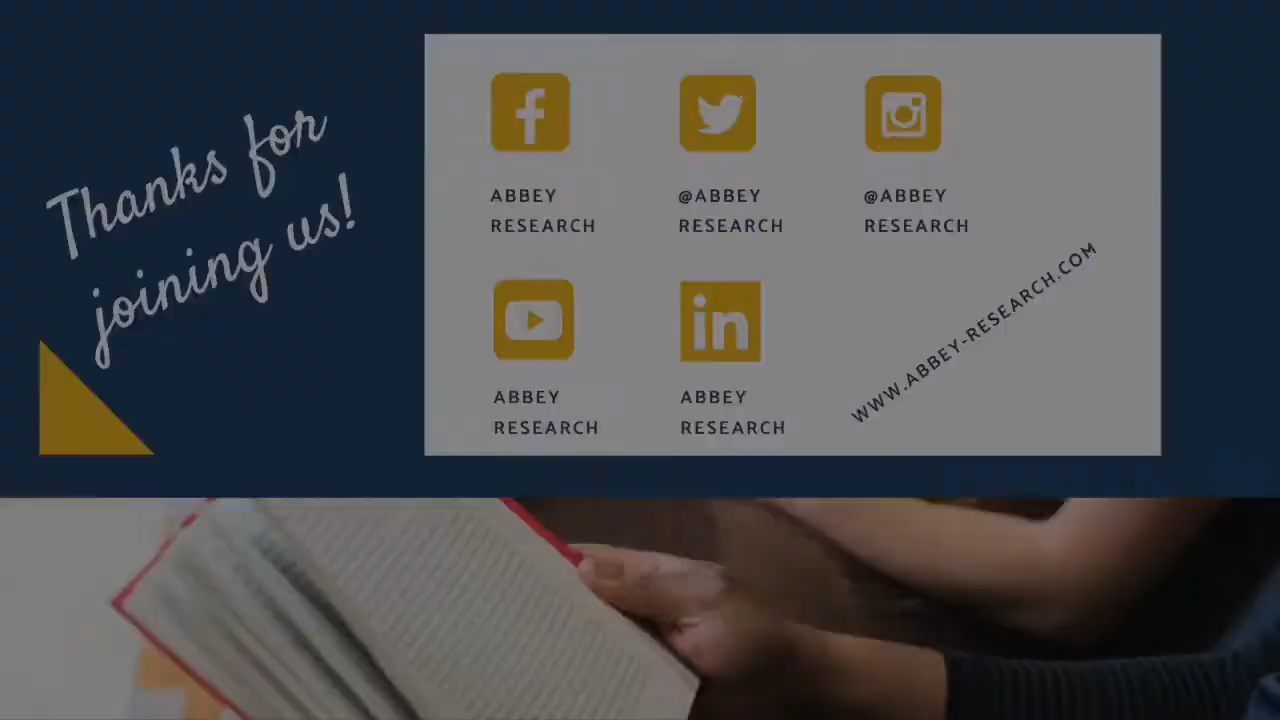 Thanks for
joining us!
ABBEY
RESEARCH
@ABBEY
RESEARCH
@ABBEY
RESEARCH
ABBEY
RESEARCH
ABBEY
RESEARCH
WWW.ABBEY-RESEARCH.COM